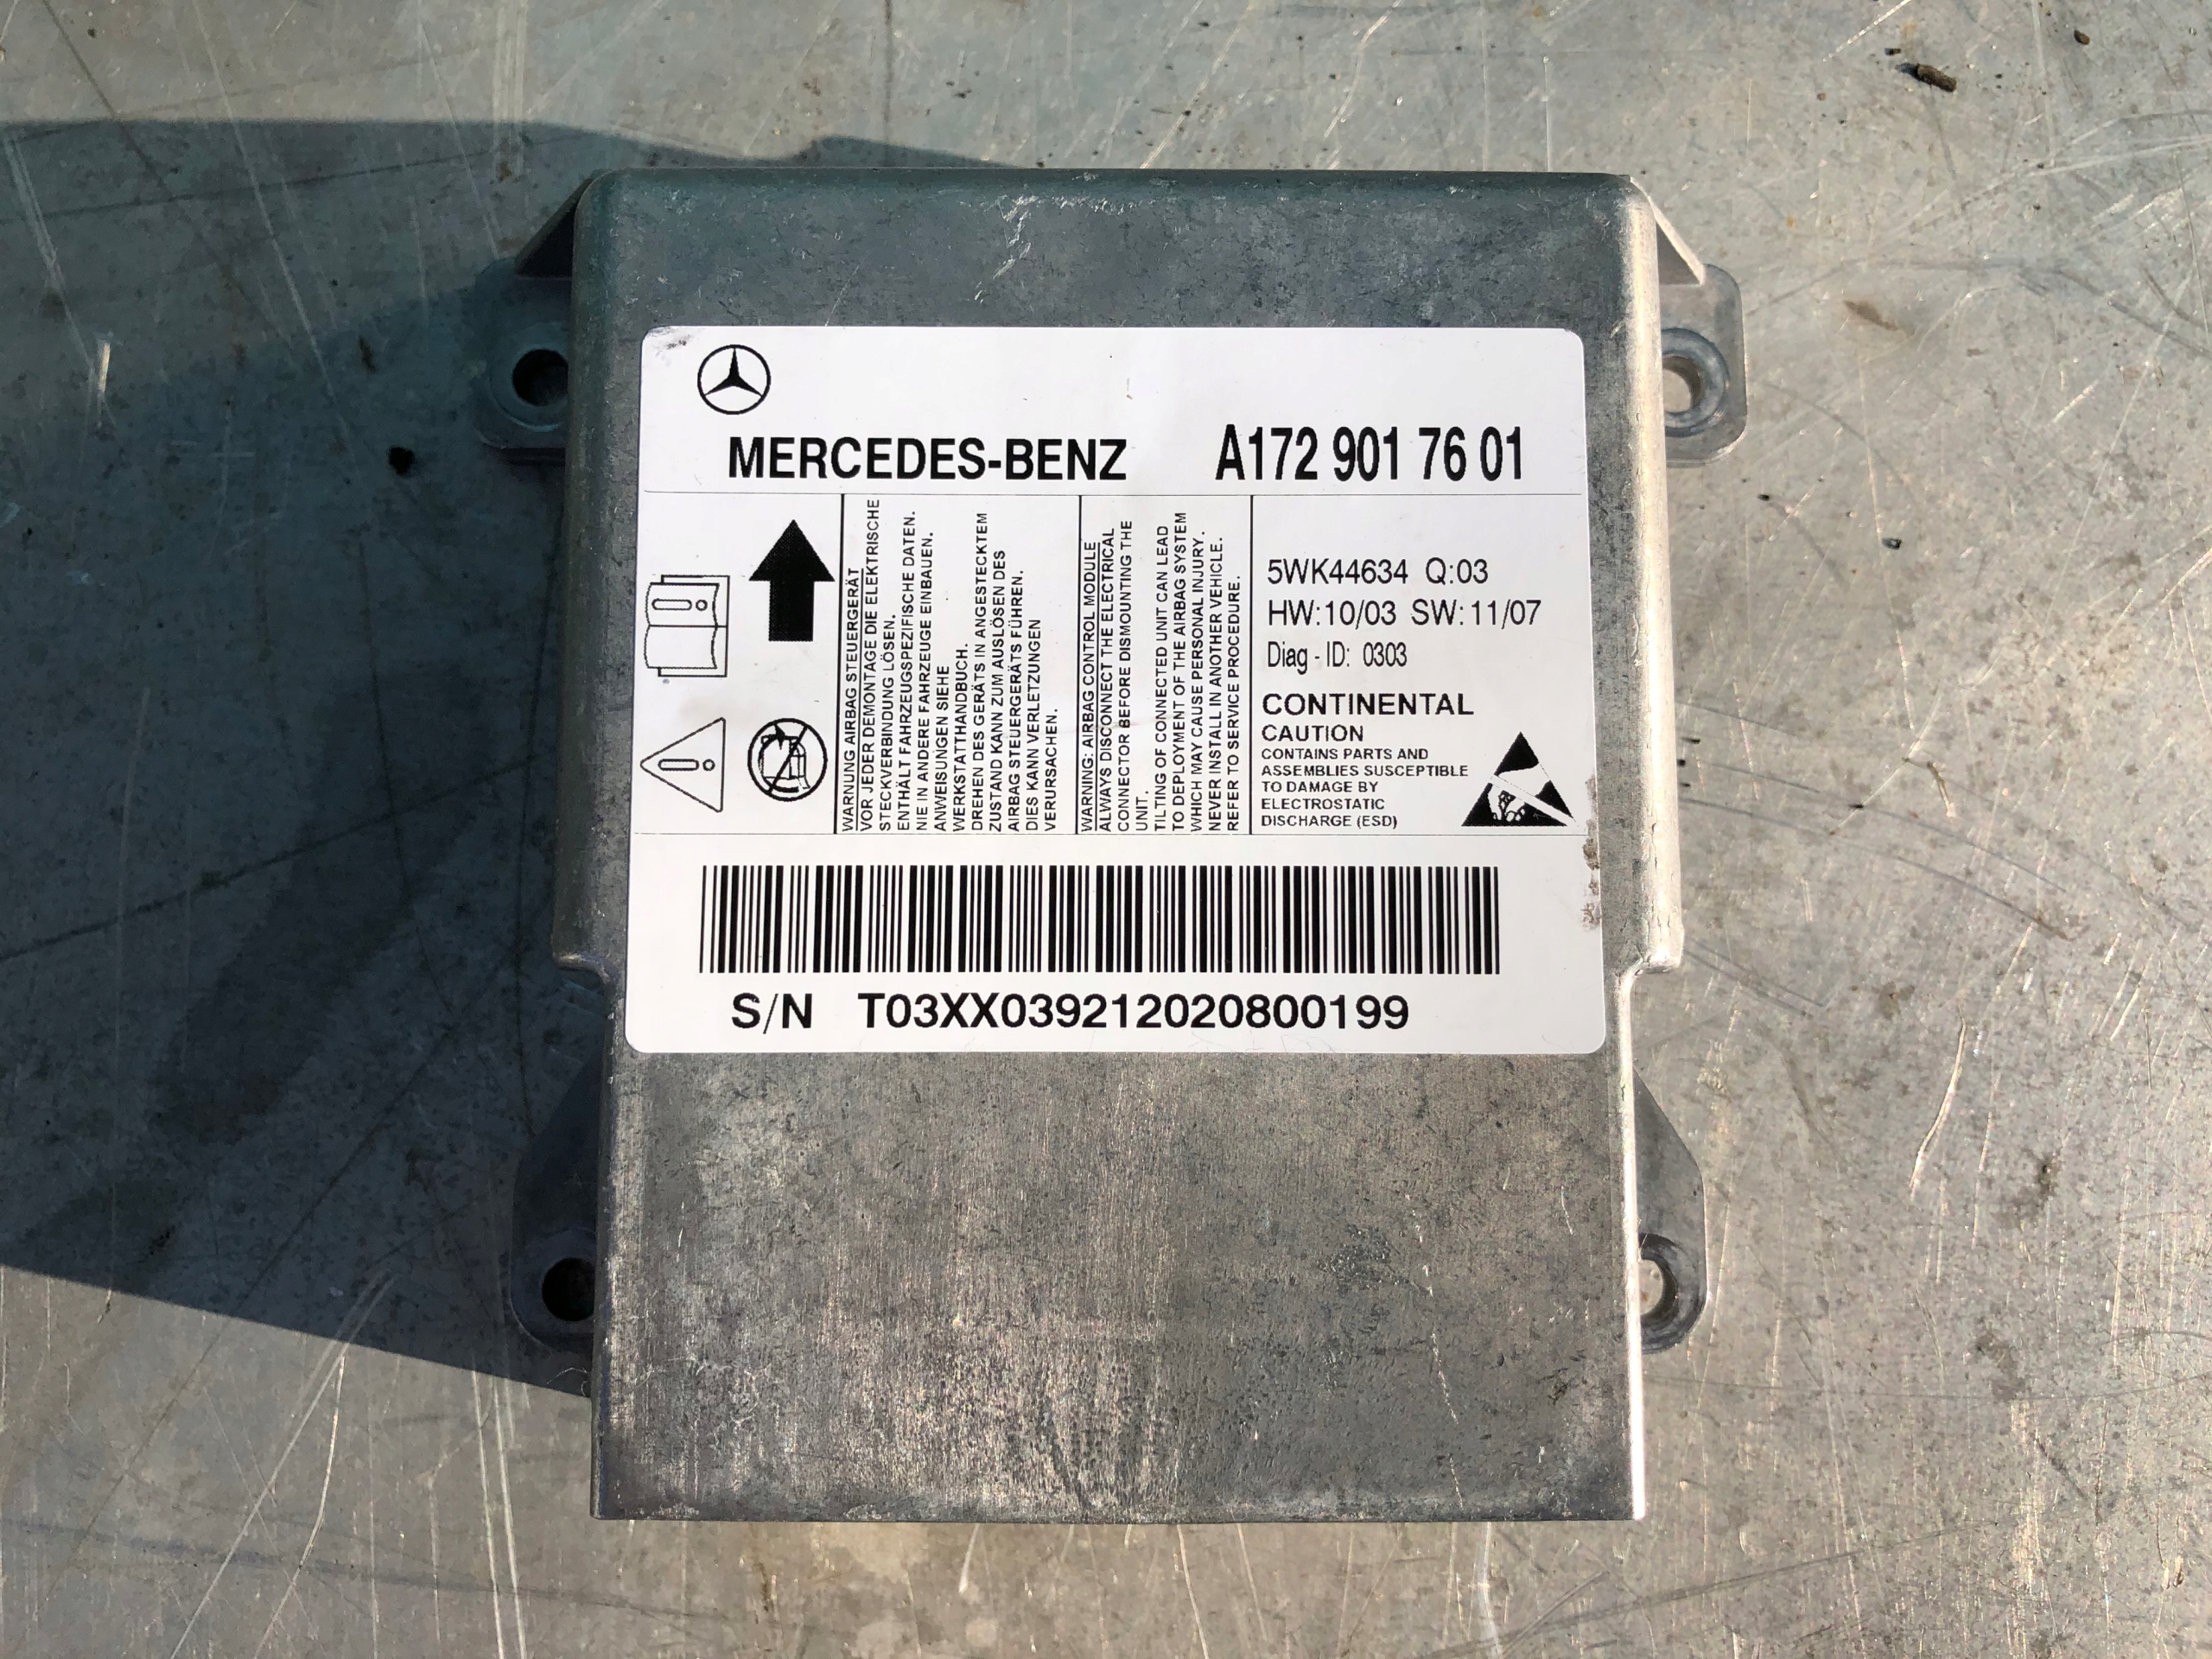 MERCEDES-BENZ A172 901 76 01
WARNUNG AIRBAG STEUERGERÄT
VOR JEDER DEMONTAGE DIE ELEKTRISCHE
STECKVERBINDUNG LÖSEN.
ENTHÄLT FAHRZEUGSPEZIFISCHE DATEN.
NIE IN ANDERE FAHRZEUGE EINBAUEN.
ANWEISUNGEN SIEHE
WERKSTATTHANDBUCH.
DREHEN DES GERÄTS IN ANGESTECKTEM
ZUSTAND KANN ZUM AUSLÖSEN DES
AIRBAG STEUERGERÄTS FÜHREN.
DIES KANN VERLETZUNGEN
VERURSACHEN.
WARNING: AIRBAG CONTROL MODULE
ALWAYS DISCONNECT THE ELECTRICAL
CONNECTOR BEFORE DISMOUNTING THE
UNIT.
TILTING OF CONNECTED UNIT CAN LEAD
TO DEPLOYMENT OF THE AIRBAG SYSTEM
WHICH MAY CAUSE PERSONAL INJURY.
NEVER INSTALL IN ANOTHER VEHICLE.
REFER TO SERVICE PROCEDURE.
5WK44634 Q:03
HW:10/03 SW:11/07
Diag - ID: 0303
CONTINENTAL
CAUTION
CONTAINS PARTS AND
ASSEMBLIES SUSCEPTIBLE
TO DAMAGE BY
ELECTROSTATIC
DISCHARGE (ESD)
S/N T03XX039212020800199